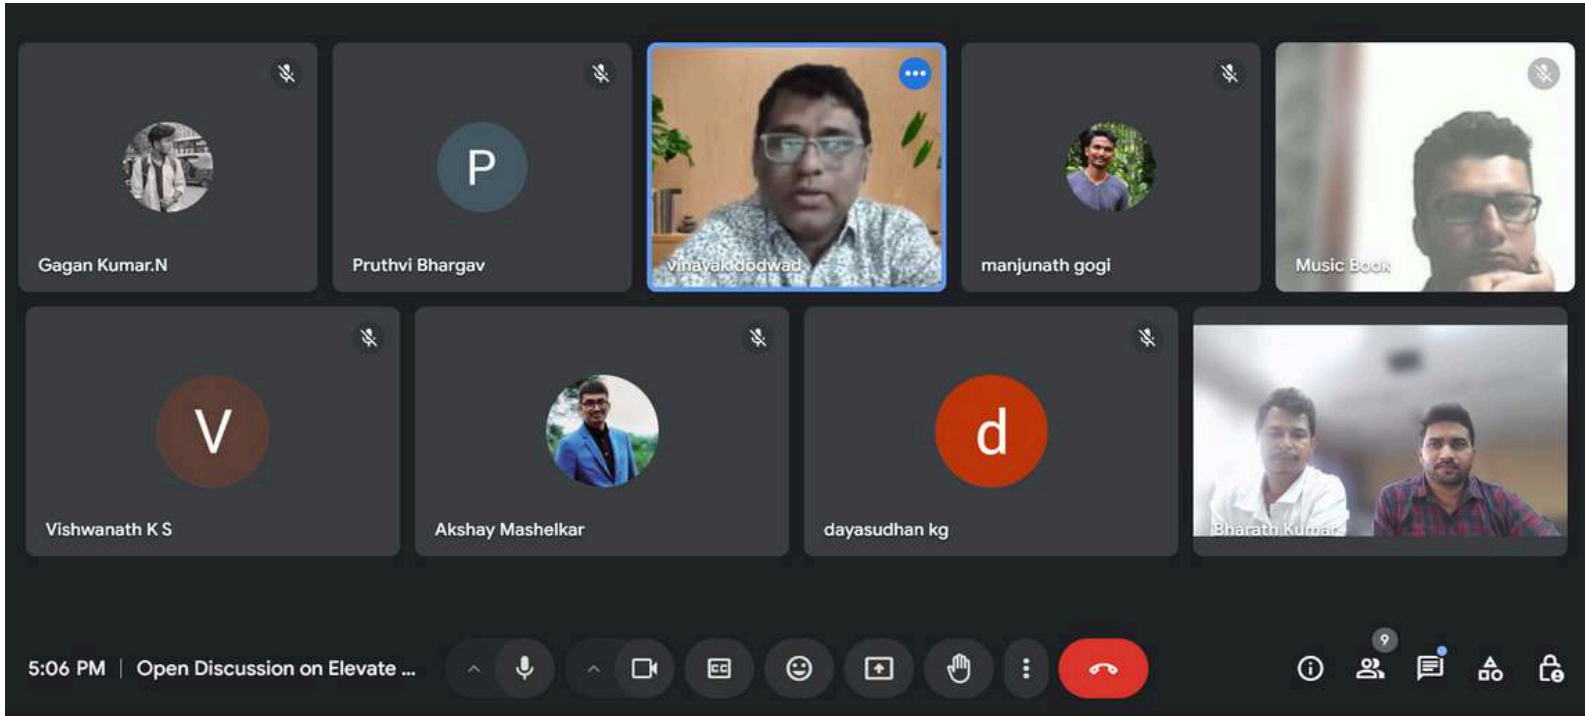 Gagan Kumar.N
P
Pruthvi Bhargav
vinayak dodwad
manjunath gogi
Music Book
V
Vishwanath K S
Akshay Mashelkar
d
dayasudhan kg
Bharath Kumar
9
5:06 PM | Open Discussion on Elevate ...
CC